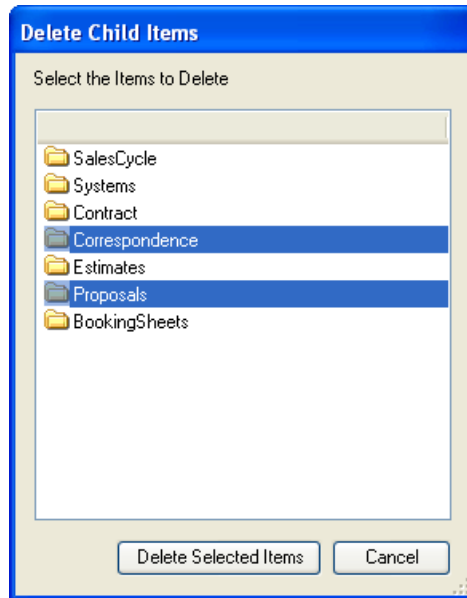 Delete Child Items
Select the Items to Delete
SalesCycle
Systems
Contract
Correspondence
Estimates
Proposals
BookingSheets
Delete Selected Items
Cancel